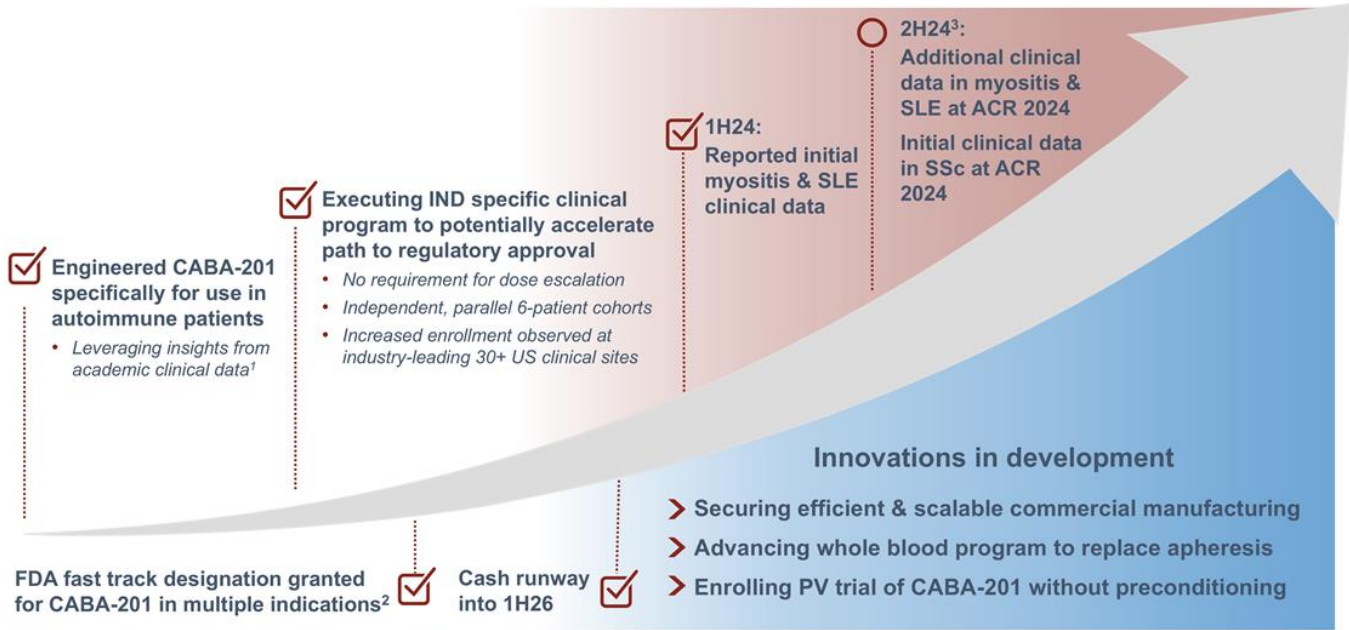 Engineered CABA-201
specifically for use in
autoimmune patients
• Leveraging insights from
academic clinical data¹
Executing IND specific clinical
program to potentially accelerate
path to regulatory approval
• No requirement for dose escalation
• Independent, parallel 6-patient cohorts
• Increased enrollment observed at
industry-leading 30+ US clinical sites
1H24:
Reported initial
myositis & SLE
clinical data
2H24³:
Additional clinical
data in myositis &
SLE at ACR 2024
Initial clinical data
in SSc at ACR
2024
FDA fast track designation granted
for CABA-201 in multiple indications²
Cash runway
into 1H26
Innovations in development
Securing efficient & scalable commercial manufacturing
Advancing whole blood program to replace apheresis
Enrolling PV trial of CABA-201 without preconditioning